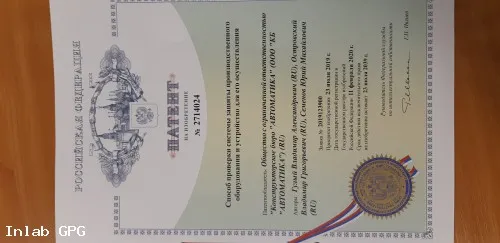 РОССИЙСКАЯ ФЕДЕРАЦИЯ
ПАТЕНТ
НА ИЗОБРЕТЕНИЕ
№ 2714024
Способ проверки системы защиты производственного
оборудования и устройство для его осуществления
Патентообладатель: Общество с ограниченной ответственностью
"Конструкторское бюро "АВТОМАТИКА" (ООО "КБ
"АВТОМАТИКА") (RU)
Авторы: Гузый Владимир Александрович (RU), Островский
Владимир Григорьевич (RU), Семенов Юрий Михайлович
(RU)
Заявка № 2019123000
Приоритет изобретения 23 июля 2019 г.
Дата государственной регистрации в
Государственном реестре изобретений
Российской Федерации 11 февраля 2020 г.
Срок действия исключительного права
на изобретение истекает 23 июля 2039 г.
Руководитель Федеральной службы
по интеллектуальной собственности
Г.П. Ивлиев
Inlab GPG